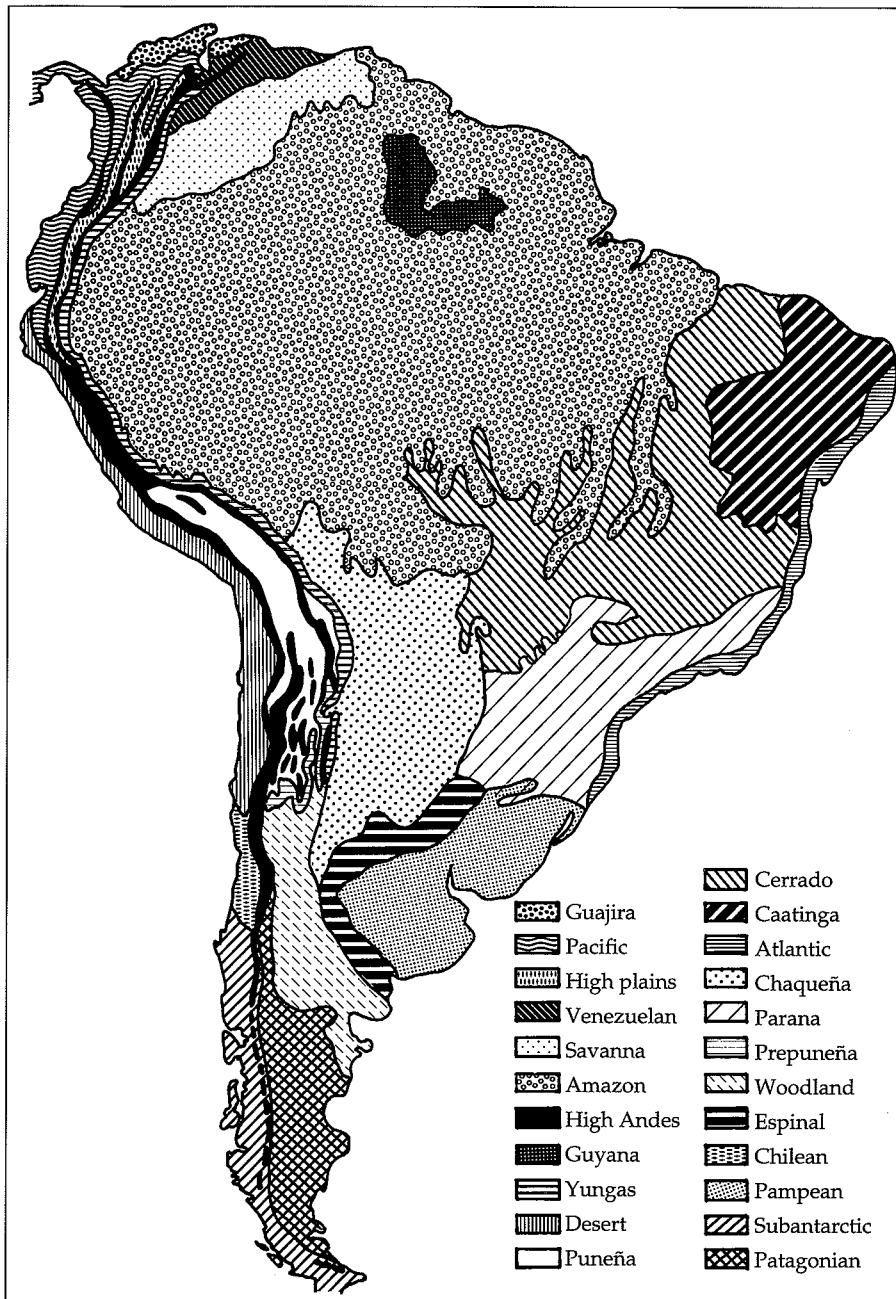 Guajira
Pacific
High plains
Venezuelan
Savanna
Amazon
High Andes
Guyana
Yungas
Desert
Puneña
Cerrado
Caatinga
Atlantic
Chaqueña
Parana
Prepuneña
Woodland
Espinal
Chilean
Pampean
Subantarctic
Patagonian